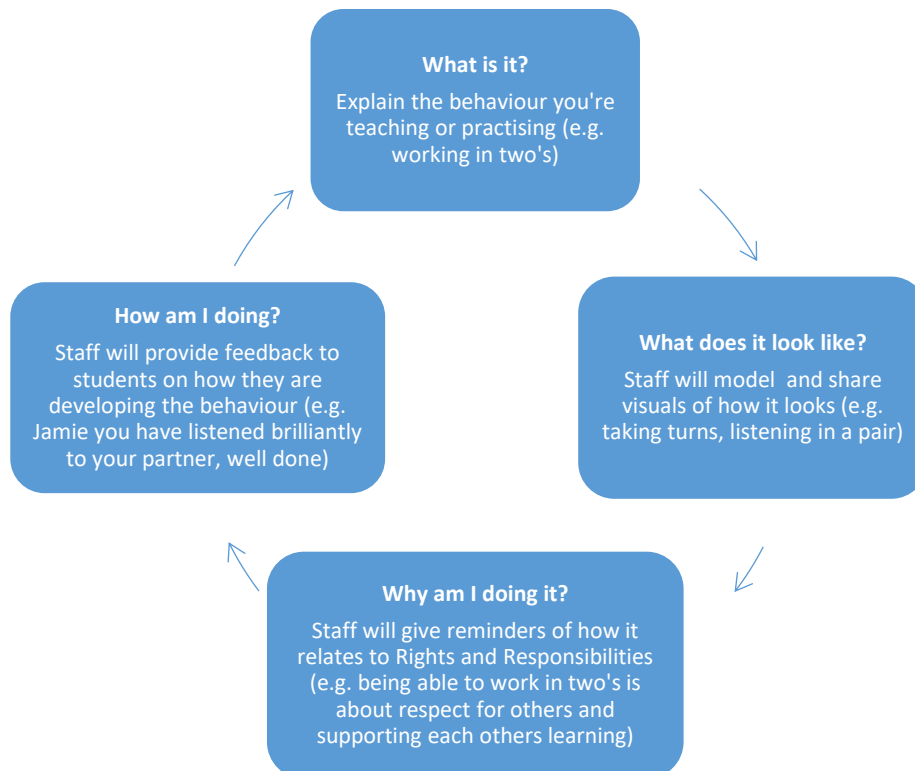 What is it?
Explain the behaviour you're
teaching or practising (e.g.
working in two's)
What does it look like?
Staff will model  and share
visuals of how it looks (e.g.
taking turns, listening in a pair)
Why am I doing it?
Staff will give reminders of how it
relates to Rights and Responsibilities
(e.g. being able to work in two's is
about respect for others and
supporting each others learning)
How am I doing?
Staff will provide feedback to
students on how they are
developing the behaviour (e.g.
Jamie you have listened brilliantly
to your partner, well done)